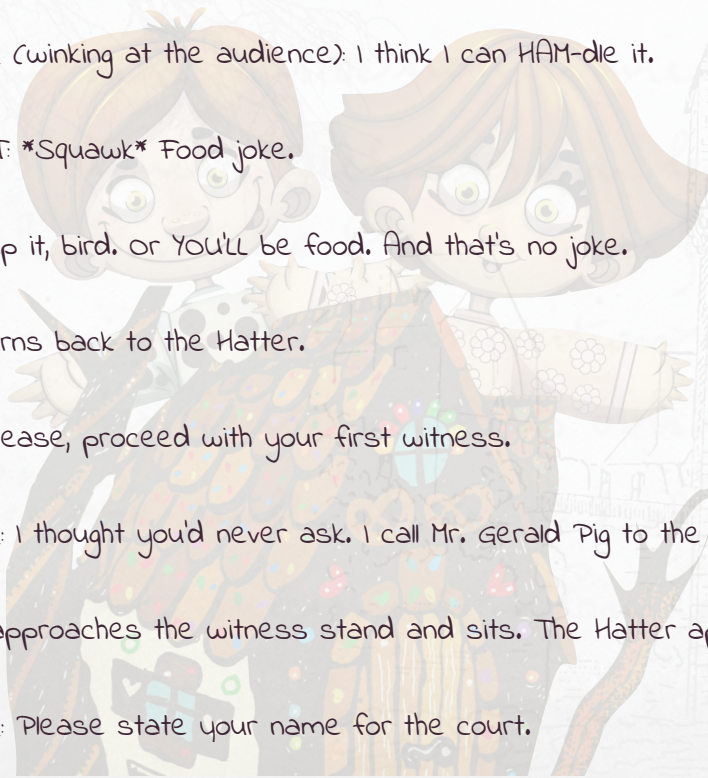 (winking at the audience): I think I can HAM-dle it.
T: *Squawk* Food joke.
p it, bird. Or YOU'LL be food. And that's no joke.
rns back to the Hatter.
ease, proceed with your first witness.
: I thought you'd never ask. I call Mr. Gerald Pig to the
approaches the witness stand and sits. The Hatter ap
: Please state your name for the court.